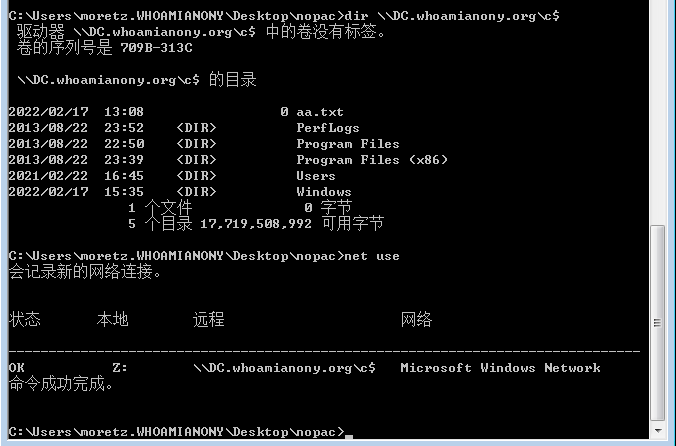 C:\Users\moretz.WHOAMIANONY\Desktop\nopac>dir \\DC.whoamianony.org\c$
驱动器 \\DC.whoamianony.org\c$ 中的卷没有标签。
卷的序列号是 709B-313C
\\DC.whoamianony.org\c$ 的目录
2022/02/17  13:08                 0 aa.txt
2013/08/22  23:52    <DIR>          PerfLogs
2013/08/22  22:50    <DIR>          Program Files
2013/08/22  23:39    <DIR>          Program Files (x86)
2021/02/22  16:45    <DIR>          Users
2022/02/17  15:35    <DIR>          Windows
1 个文件              0 字节
5 个目录 17,719,508,992 可用字节
C:\Users\moretz.WHOAMIANONY\Desktop\nopac>net use
会记录新的网络连接。
状态       本地        远程                      网络
-------------------------------------------------------------------------------
OK           Z:        \\DC.whoamianony.org\c$   Microsoft Windows Network
命令成功完成。
C:\Users\moretz.WHOAMIANONY\Desktop\nopac>